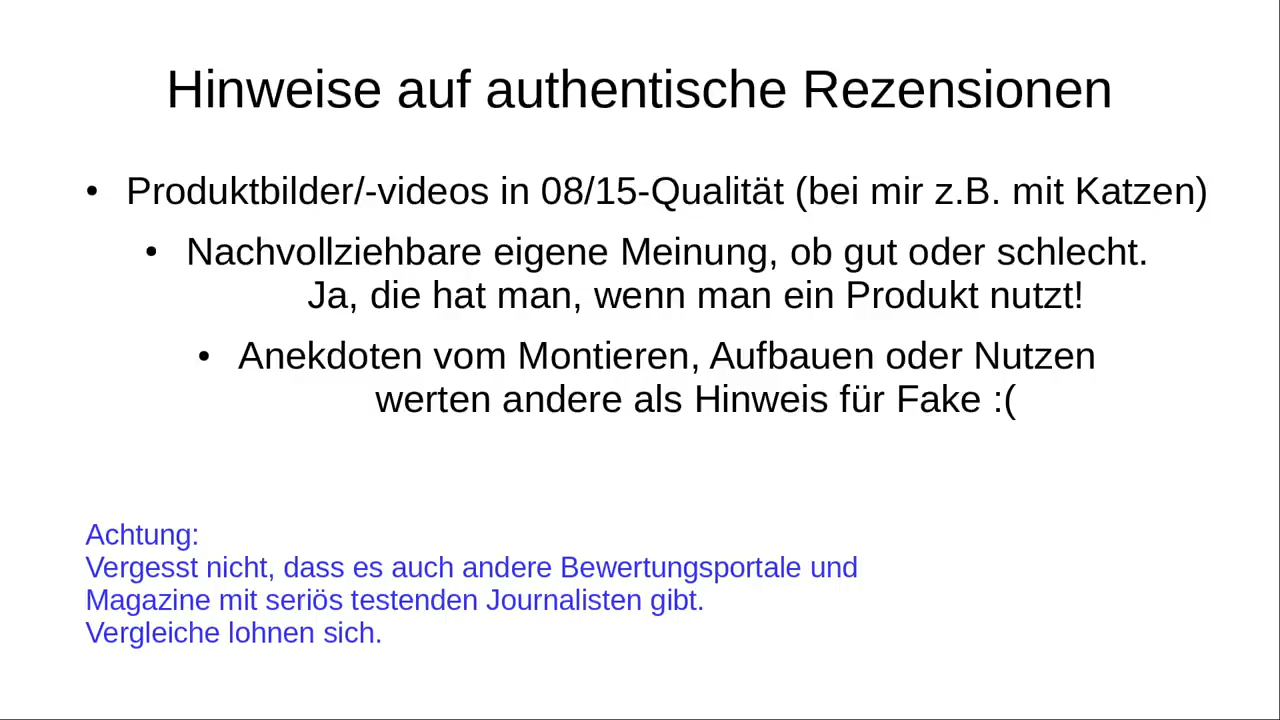 Hinweise auf authentische Rezensionen
• Produktbilder/-videos in 08/15-Qualität (bei mir z.B. mit Katzen)
• Nachvollziehbare eigene Meinung, ob gut oder schlecht.
Ja, die hat man, wenn man ein Produkt nutzt!
• Anekdoten vom Montieren, Aufbauen oder Nutzen
werten andere als Hinweis für Fake :(
Achtung:
Vergesst nicht, dass es auch andere Bewertungsportale und
Magazine mit seriös testenden Journalisten gibt.
Vergleiche lohnen sich.